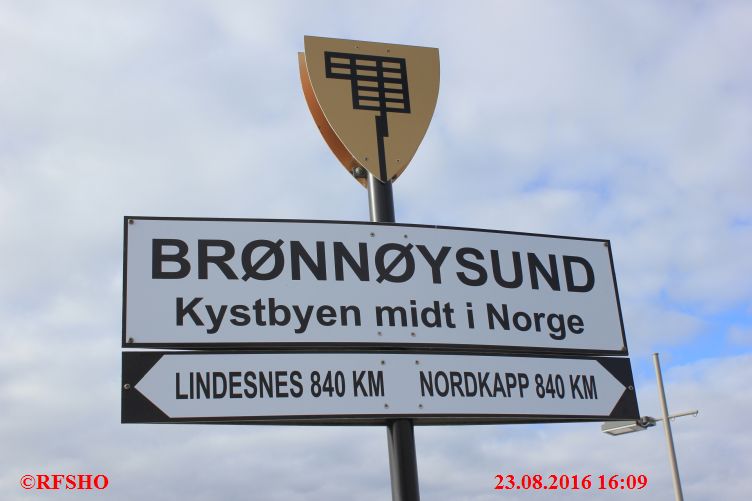 BRØNNØYSUND
Kystbyen midt i Norge
LINDESNES 840 KM NORDKAPP 840 KM
©RFSHO 23.08.2016 16:09